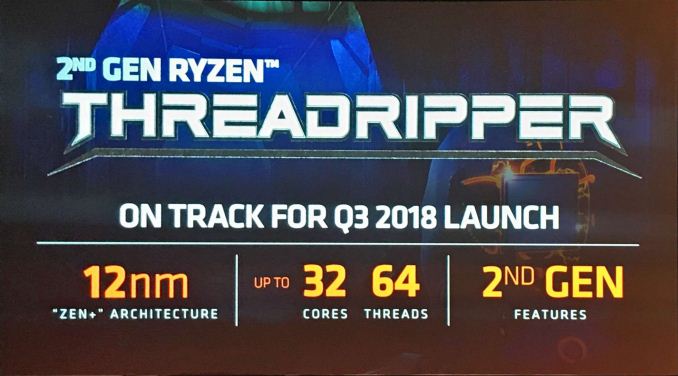 2ND GEN RYZEN™
THREADRIPPER
ON TRACK FOR Q3 2018 LAUNCH
12nm
"ZEN+" ARCHITECTURE
UP TO 32 64
CORES THREADS
2ND GEN
FEATURES